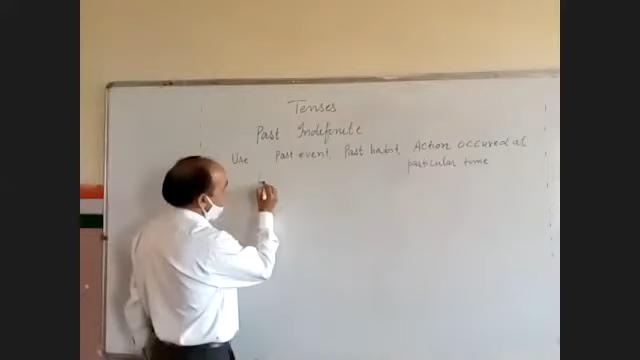 Tenses
Past Indefinite
Use Past event, Past habit, Action occured at
particular time